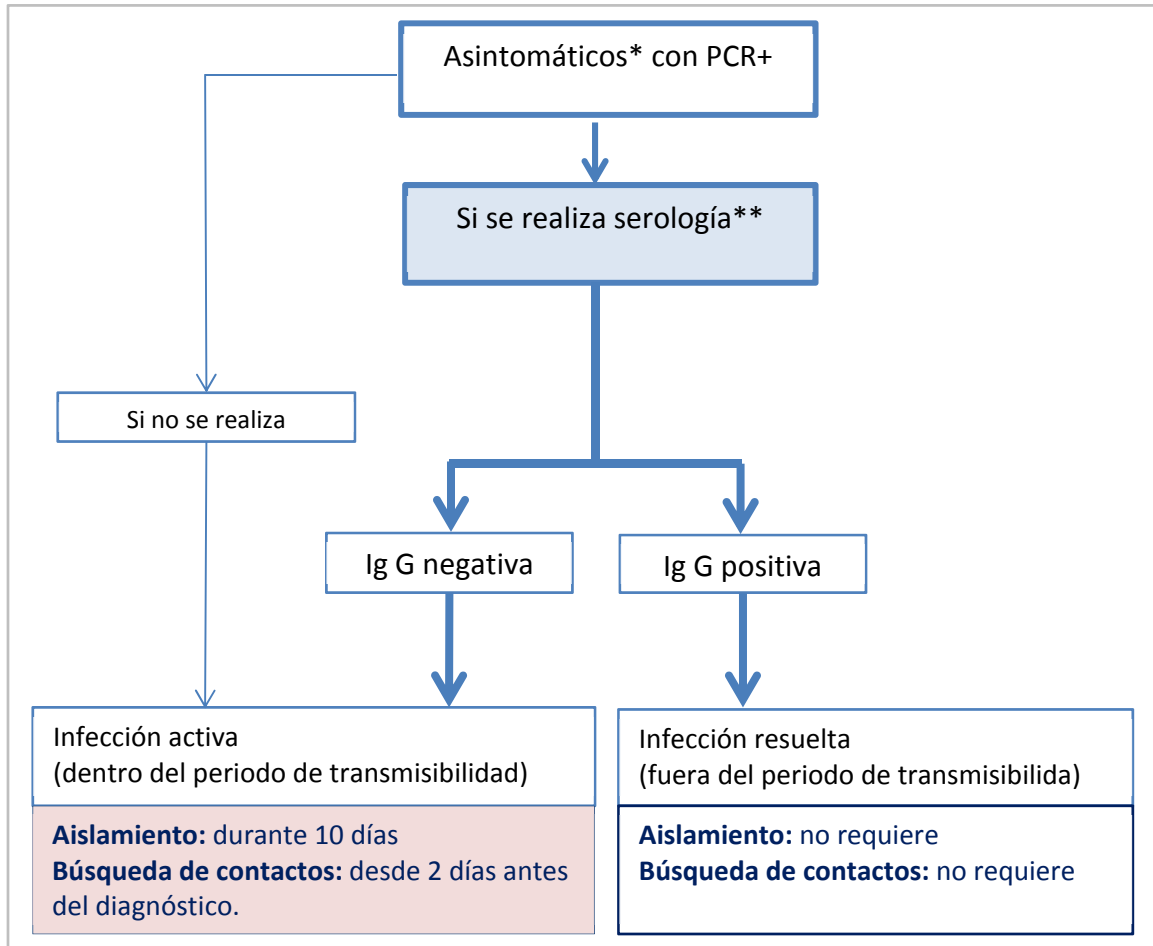 Asintomáticos* con PCR+
Si se realiza serología**
Si no se realiza
Ig G negativa
Ig G positiva
Infección activa
(dentro del periodo de transmisibilidad)
Aislamiento: durante 10 días
Búsqueda de contactos: desde 2 días antes
del diagnóstico.
Infección resuelta
(fuera del periodo de transmisibilida)
Aislamiento: no requiere
Búsqueda de contactos: no requiere